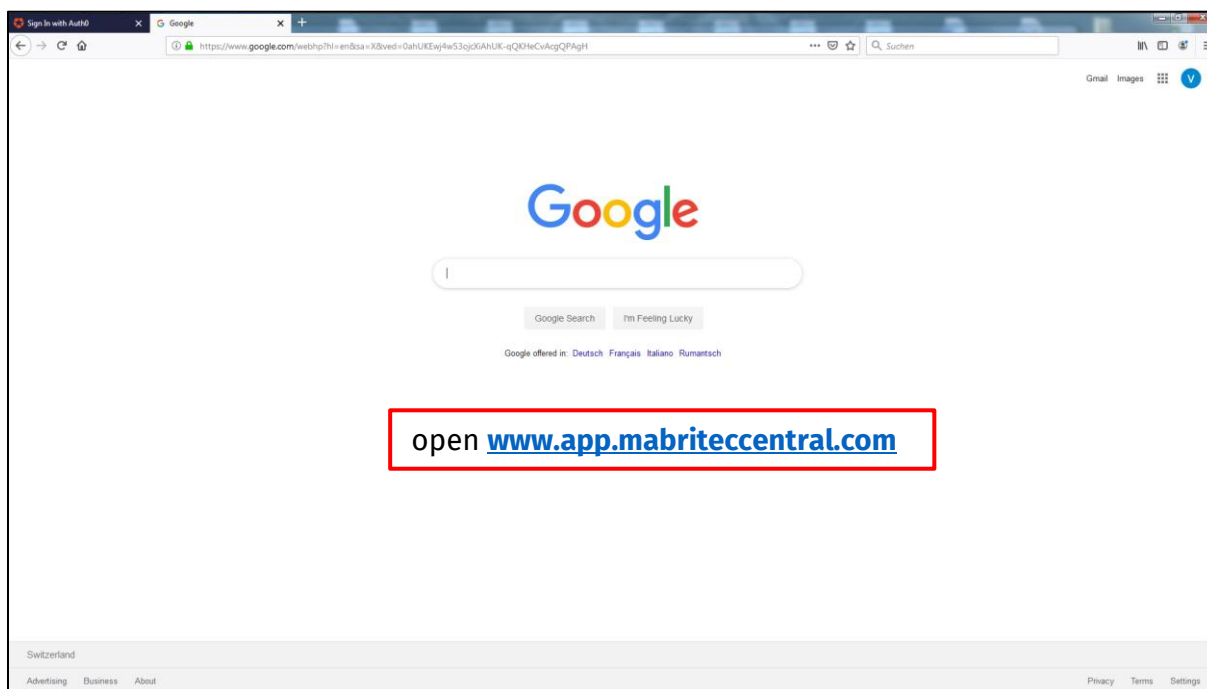 Sign In with Auth0
Google
https://www.google.com/webhp?hl=en&sa=X&ved=0ahUKEwj4wS3ojcXiAhUK-qQKHeCvAcgQPAgH
Suchen
Gmail Images V
Google
Google Search I'm Feeling Lucky
Google offered in: Deutsch Français Italiano Rumantsch
open www.app.mabriteccentral.com
Switzerland
Advertising Business About Privacy Terms Settings